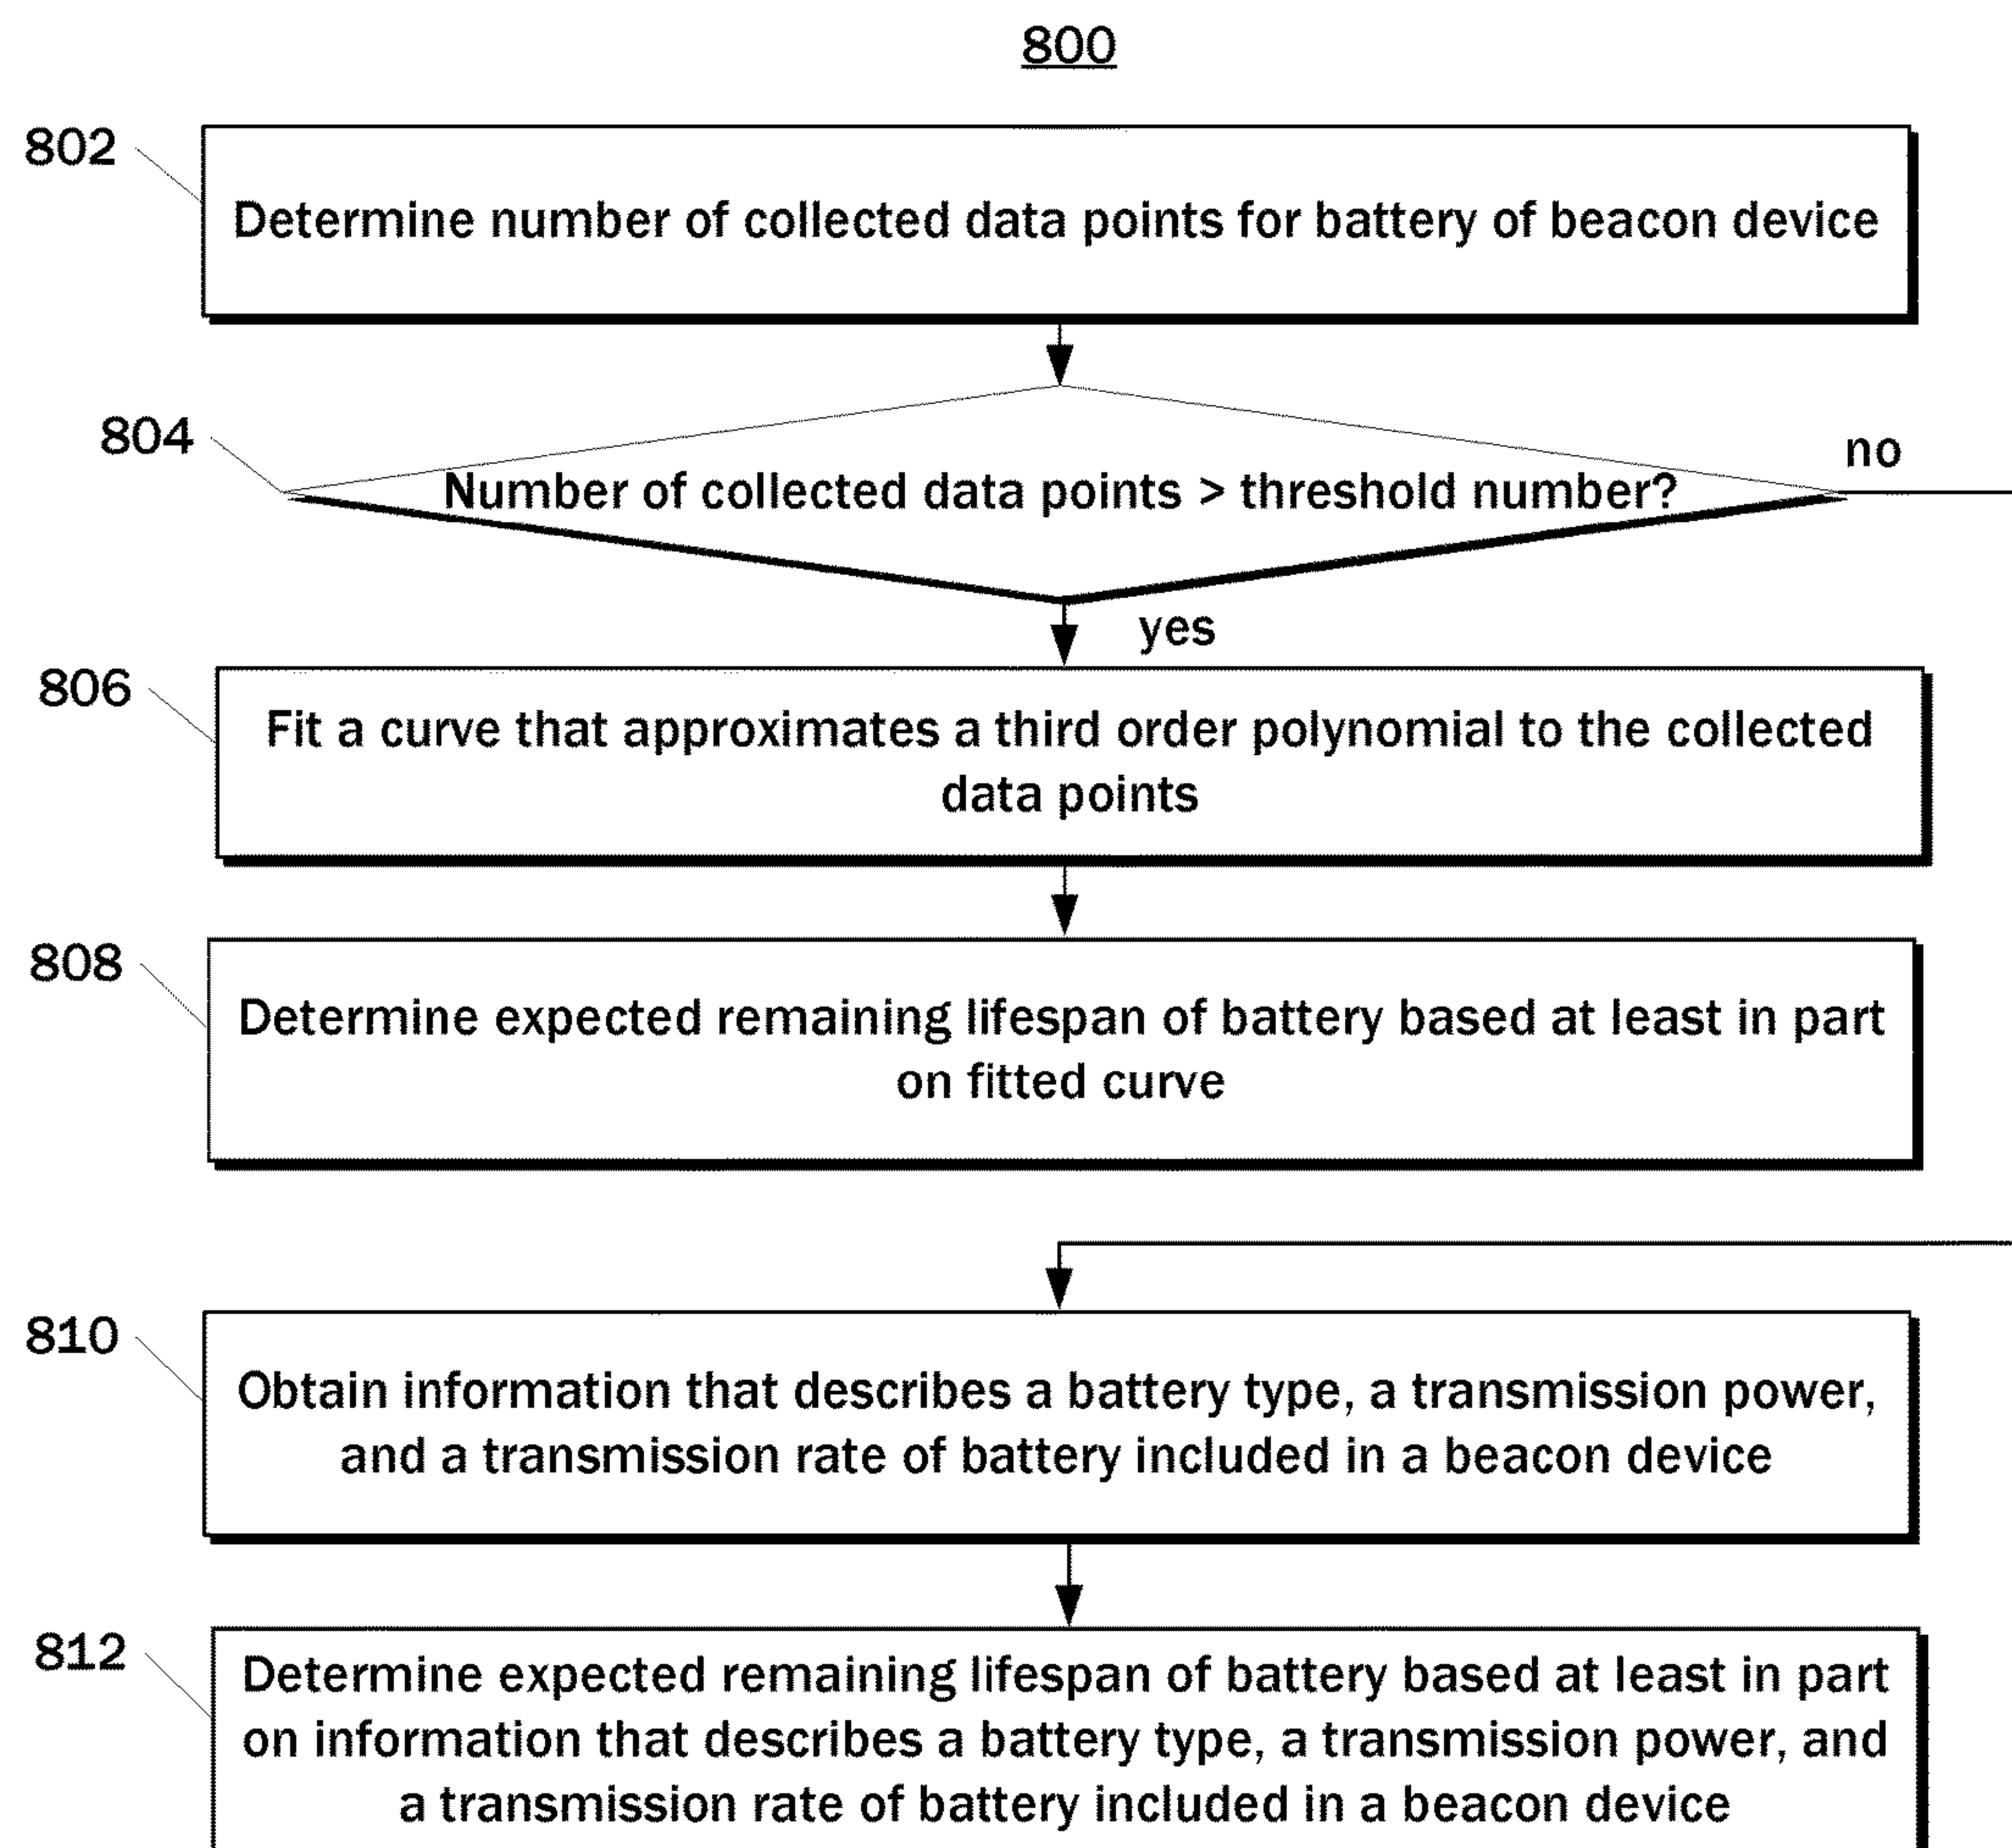 800
802
Determine number of collected data points for battery of beacon device
804
Number of collected data points > threshold number?
no
yes
806
Fit a curve that approximates a third order polynomial to the collected
data points
808
Determine expected remaining lifespan of battery based at least in part
on fitted curve
810
Obtain information that describes a battery type, a transmission power,
and a transmission rate of battery included in a beacon device
812
Determine expected remaining lifespan of battery based at least in part
on information that describes a battery type, a transmission power, and
a transmission rate of battery included in a beacon device